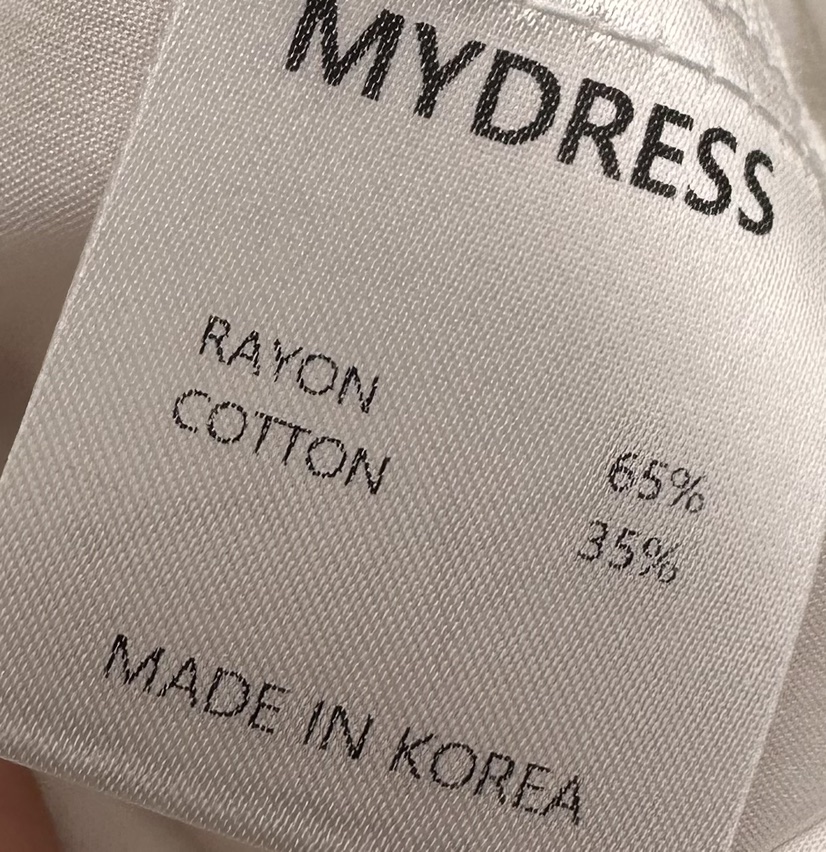 MYDRESS
RAYON 65%
COTTON 35%
MADE IN KOREA